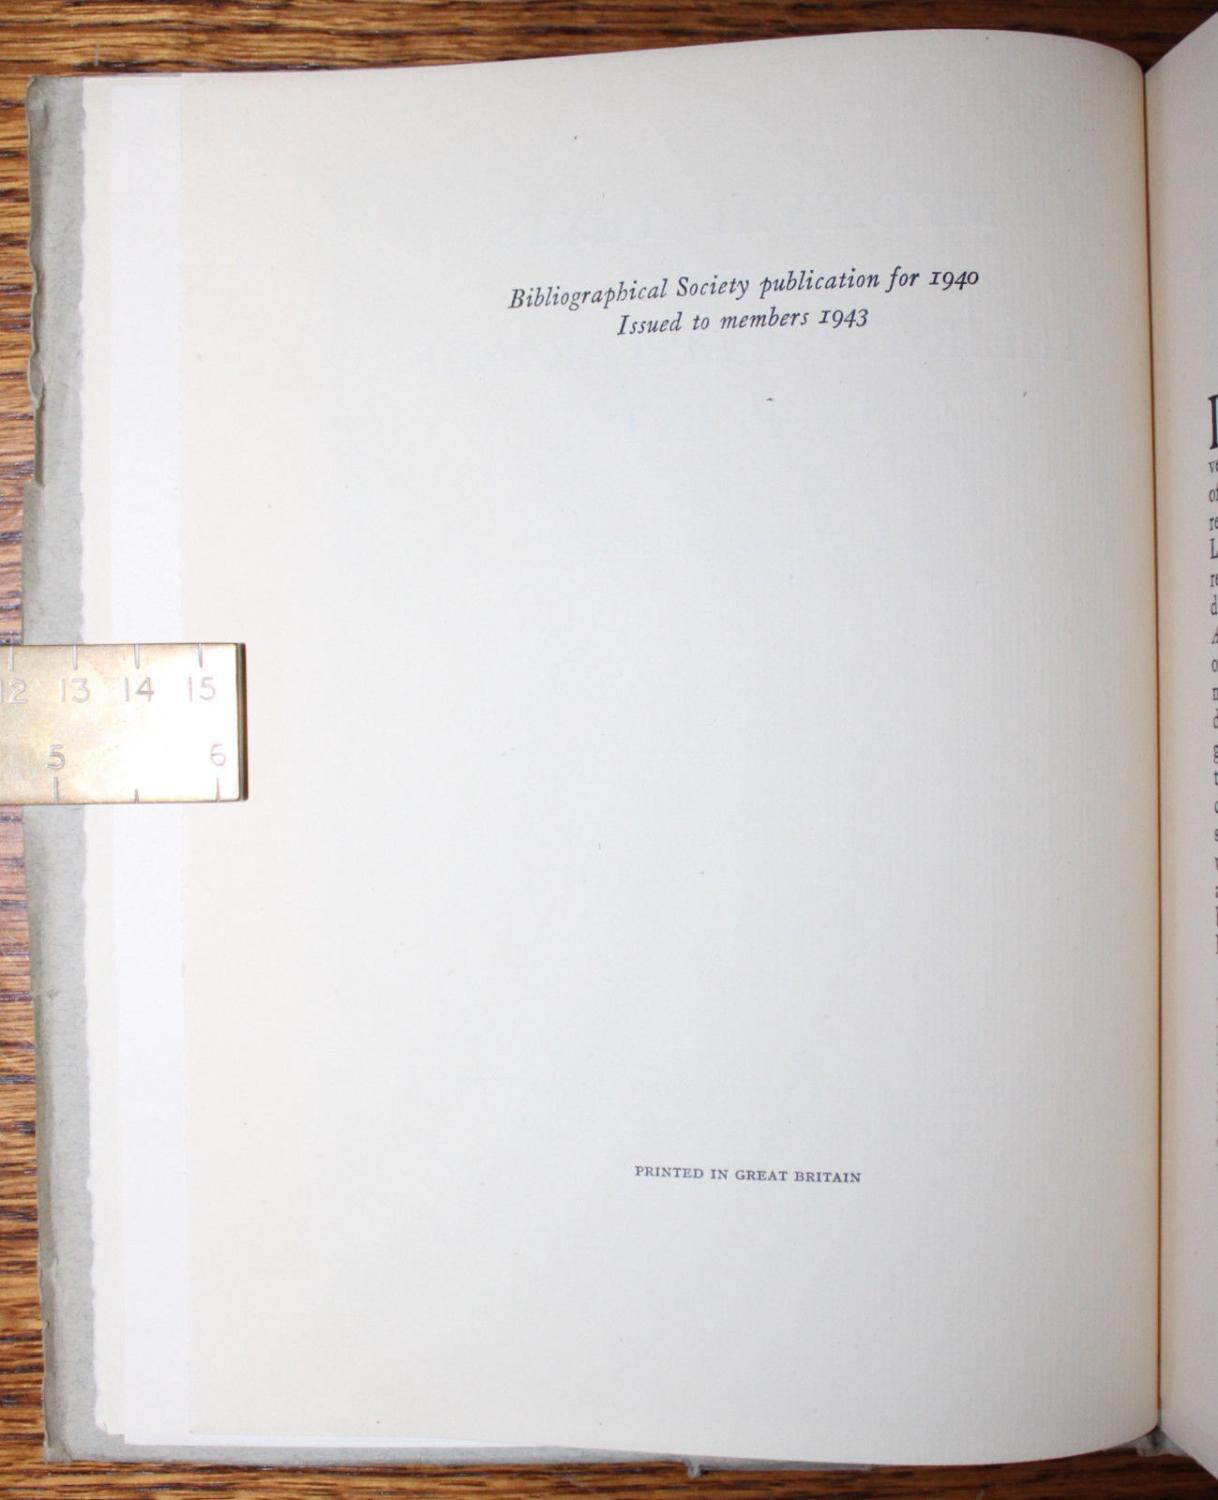 Bibliographical Society publication for 1940
Issued to members 1943
12 13 14 15
5 6
PRINTED IN GREAT BRITAIN